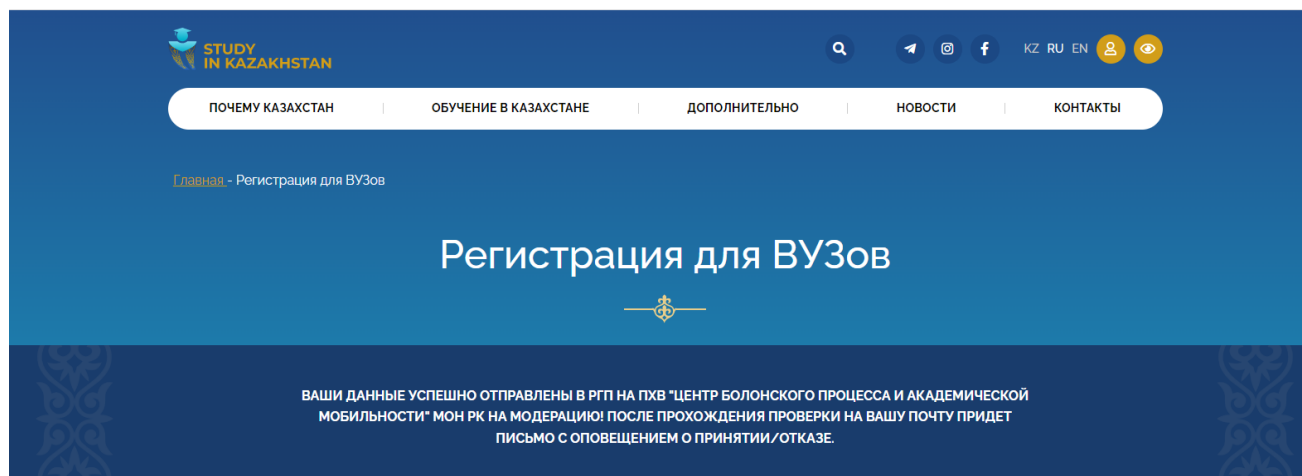 STUDY
IN KAZAKHSTAN
KZ RU EN
ПОЧЕМУ КАЗАХСТАН
ОБУЧЕНИЕ В КАЗАХСТАНЕ
ДОПОЛНИТЕЛЬНО
НОВОСТИ
КОНТАКТЫ
Главная - Регистрация для ВУЗов
Регистрация для ВУЗов
ВАШИ ДАННЫЕ УСПЕШНО ОТПРАВЛЕНЫ В РГП НА ПХВ "ЦЕНТР БОЛОНСКОГО ПРОЦЕССА И АКАДЕМИЧЕСКОЙ
МОБИЛЬНОСТИ" МОН РК НА МОДЕРАЦИЮ! ПОСЛЕ ПРОХОЖДЕНИЯ ПРОВЕРКИ НА ВАШУ ПОЧТУ ПРИДЕТ
ПИСЬМО С ОПОВЕЩЕНИЕМ О ПРИНЯТИИ/ОТКАЗЕ.